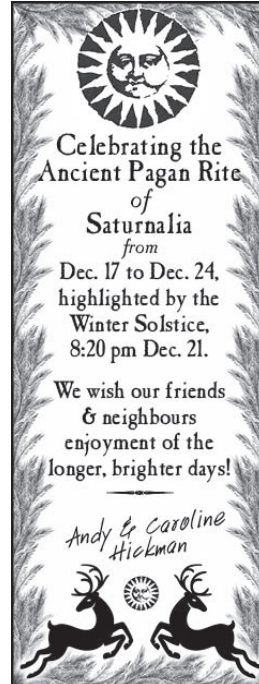 Celebrating the
Ancient Pagan Rite
of
Saturnalia
from
Dec. 17 to Dec. 24,
highlighted by the
Winter Solstice,
8:20 pm Dec. 21.
We wish our friends
& neighbours
enjoyment of the
longer, brighter days!
Andy & Caroline
Hickman